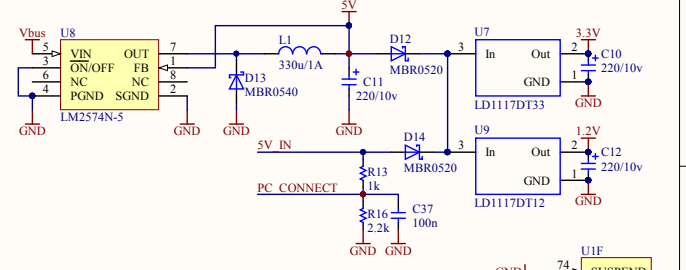 5V
Vbus
U8
5 VIN OUT 7
3 ON/OFF FB 1
6 NC NC 8
4 PGND SGND 2
LM2574N-5
GND
GND
L1
330u/1A
D13
MBR0540
GND
C11
220/10v
GND
D12
MBR0520
U7
3 In Out 2
GND 1
LD1117DT33
3.3V
C10
220/10v
GND
5V_IN
D14
MBR0520
U9
3 In Out 2
GND 1
LD1117DT12
1.2V
C12
220/10v
GND
R13
1k
PC_CONNECT
R16
2.2k
GND
C37
100n
GND
U1F
GND
74
SUSPEND